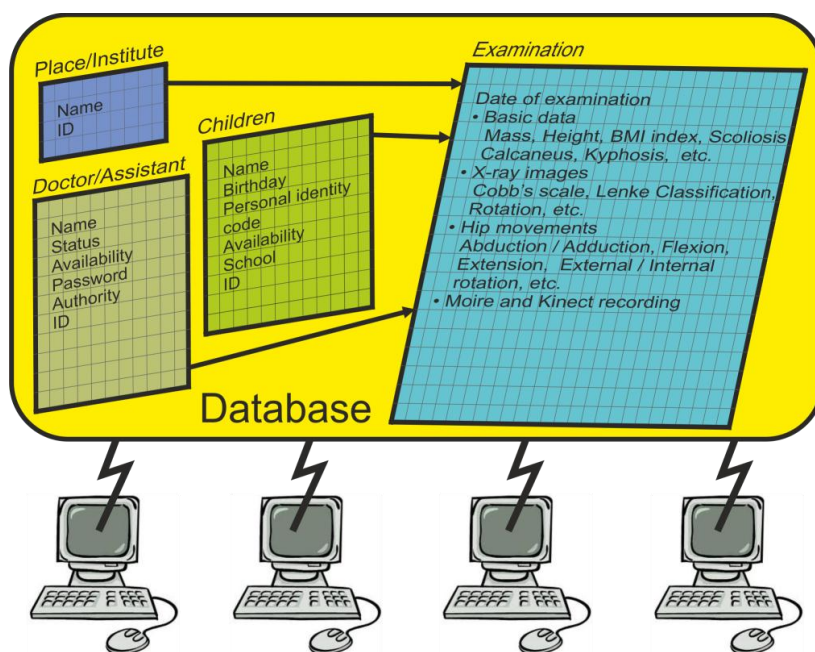 Place/Institute
Name
ID
Children
Name
Birthday
Personal identity
code
Availability
School
ID
Doctor/Assistant
Name
Status
Availability
Password
Authority
ID
Examination
Date of examination
• Basic data
Mass, Height, BMI index, Scoliosis
Calcaneus, Kyphosis, etc.
• X-ray images
Cobb's scale, Lenke Classification,
Rotation, etc.
• Hip movements
Abduction / Adduction, Flexion,
Extension, External / Internal
rotation, etc.
• Moire and Kinect recording
Database